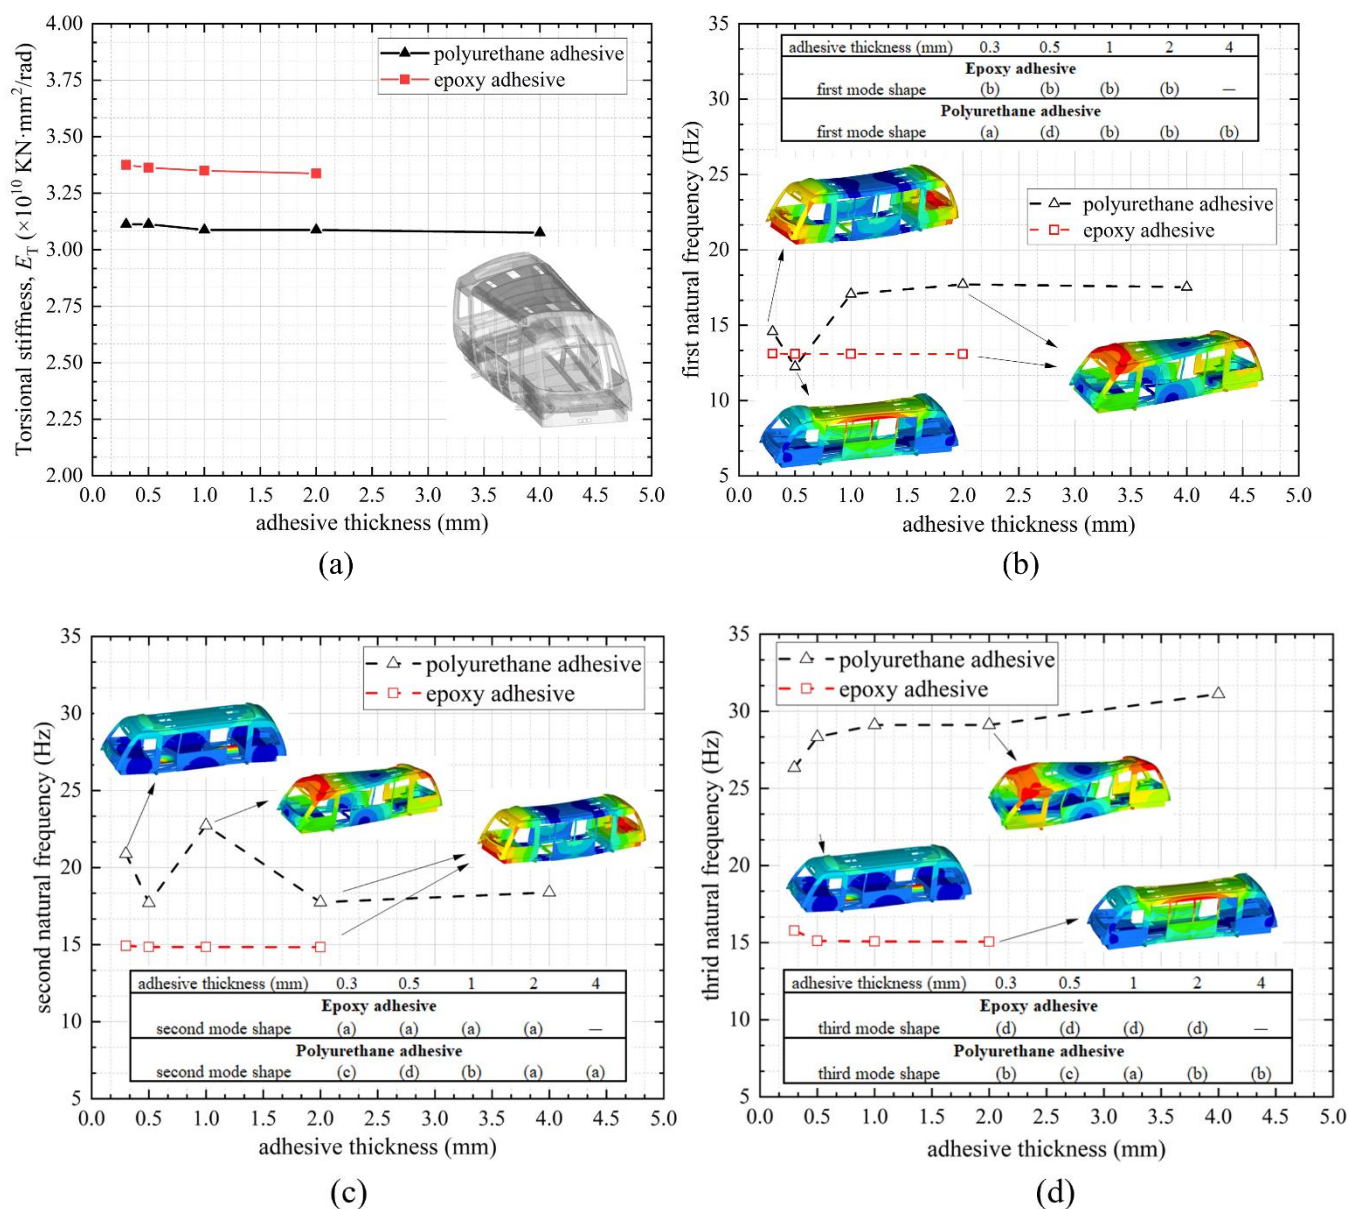 4.00
3.75
3.50
3.25
3.00
2.75
2.50
2.25
2.00
Torsional stiffness, E_T (×10^10 KN·mm²/rad)
polyurethane adhesive
epoxy adhesive
0.0 0.5 1.0 1.5 2.0 2.5 3.0 3.5 4.0 4.5 5.0
adhesive thickness (mm)
(a)
35
30
25
20
15
10
5
first natural frequency (Hz)
adhesive thickness (mm) 0.3 0.5 1 2 4
Epoxy adhesive
first mode shape (b) (b) (b) (b) —
Polyurethane adhesive
first mode shape (a) (d) (b) (b) (b)
polyurethane adhesive
epoxy adhesive
0.0 0.5 1.0 1.5 2.0 2.5 3.0 3.5 4.0 4.5 5.0
adhesive thickness (mm)
(b)
35
30
25
20
15
10
5
second natural frequency (Hz)
polyurethane adhesive
epoxy adhesive
adhesive thickness (mm) 0.3 0.5 1 2 4
Epoxy adhesive
second mode shape (a) (a) (a) (a) —
Polyurethane adhesive
second mode shape (c) (d) (b) (a) (a)
0.0 0.5 1.0 1.5 2.0 2.5 3.0 3.5 4.0 4.5 5.0
adhesive thickness (mm)
(c)
35
30
25
20
15
10
5
thrid natural frequency (Hz)
polyurethane adhesive
epoxy adhesive
adhesive thickness (mm) 0.3 0.5 1 2 4
Epoxy adhesive
third mode shape (d) (d) (d) (d) —
Polyurethane adhesive
third mode shape (b) (c) (a) (b) (b)
0.0 0.5 1.0 1.5 2.0 2.5 3.0 3.5 4.0 4.5 5.0
adhesive thickness (mm)
(d)